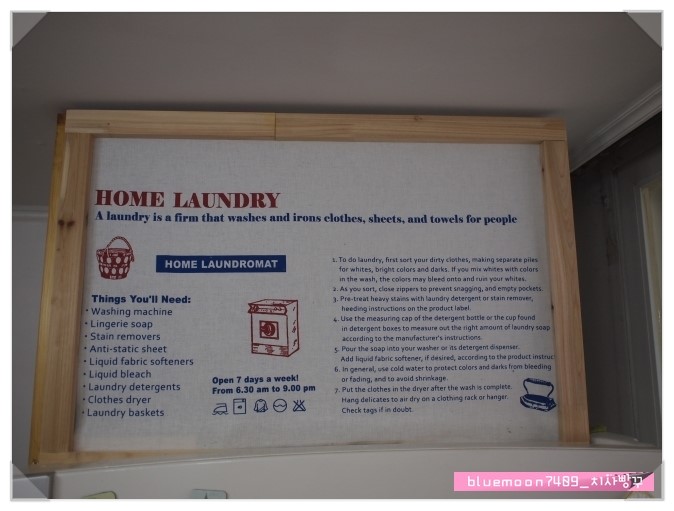 HOME LAUNDRY
A laundry is a firm that washes and irons clothes, sheets, and towels for people
HOME LAUNDROMAT
Things You'll Need:
· Washing machine
· Lingerie soap
· Stain removers
· Anti-static sheet
· Liquid fabric softeners
· Liquid bleach
· Laundry detergents
· Clothes dryer
· Laundry baskets
Open 7 days a week!
From 6.30 am to 9.00 pm
1. To do laundry, first sort your dirty clothes, making separate piles
for whites, bright colors and darks. If you mix whites with colors
in the wash, the colors may bleed onto and ruin your whites.
2. As you sort, close zippers to prevent snagging, and empty pockets.
3. Pre-treat heavy stains with laundry detergent or stain remover,
heeding instructions on the product label.
4. Use the measuring cap of the detergent bottle or the cup found
in detergent boxes to measure out the right amount of laundry soap
according to the manufacturer's instructions.
5. Pour the soap into your washer or its detergent dispenser.
Add liquid fabric softener, if desired, according to the product instruc
6. In general, use cold water to protect colors and darks from bleeding
or fading, and to avoid shrinkage.
7. Put the clothes in the dryer after the wash is complete.
Hang delicates to air dry on a clothing rack or hanger.
Check tags if in doubt.
bluemoon7489_치샤빵꾸